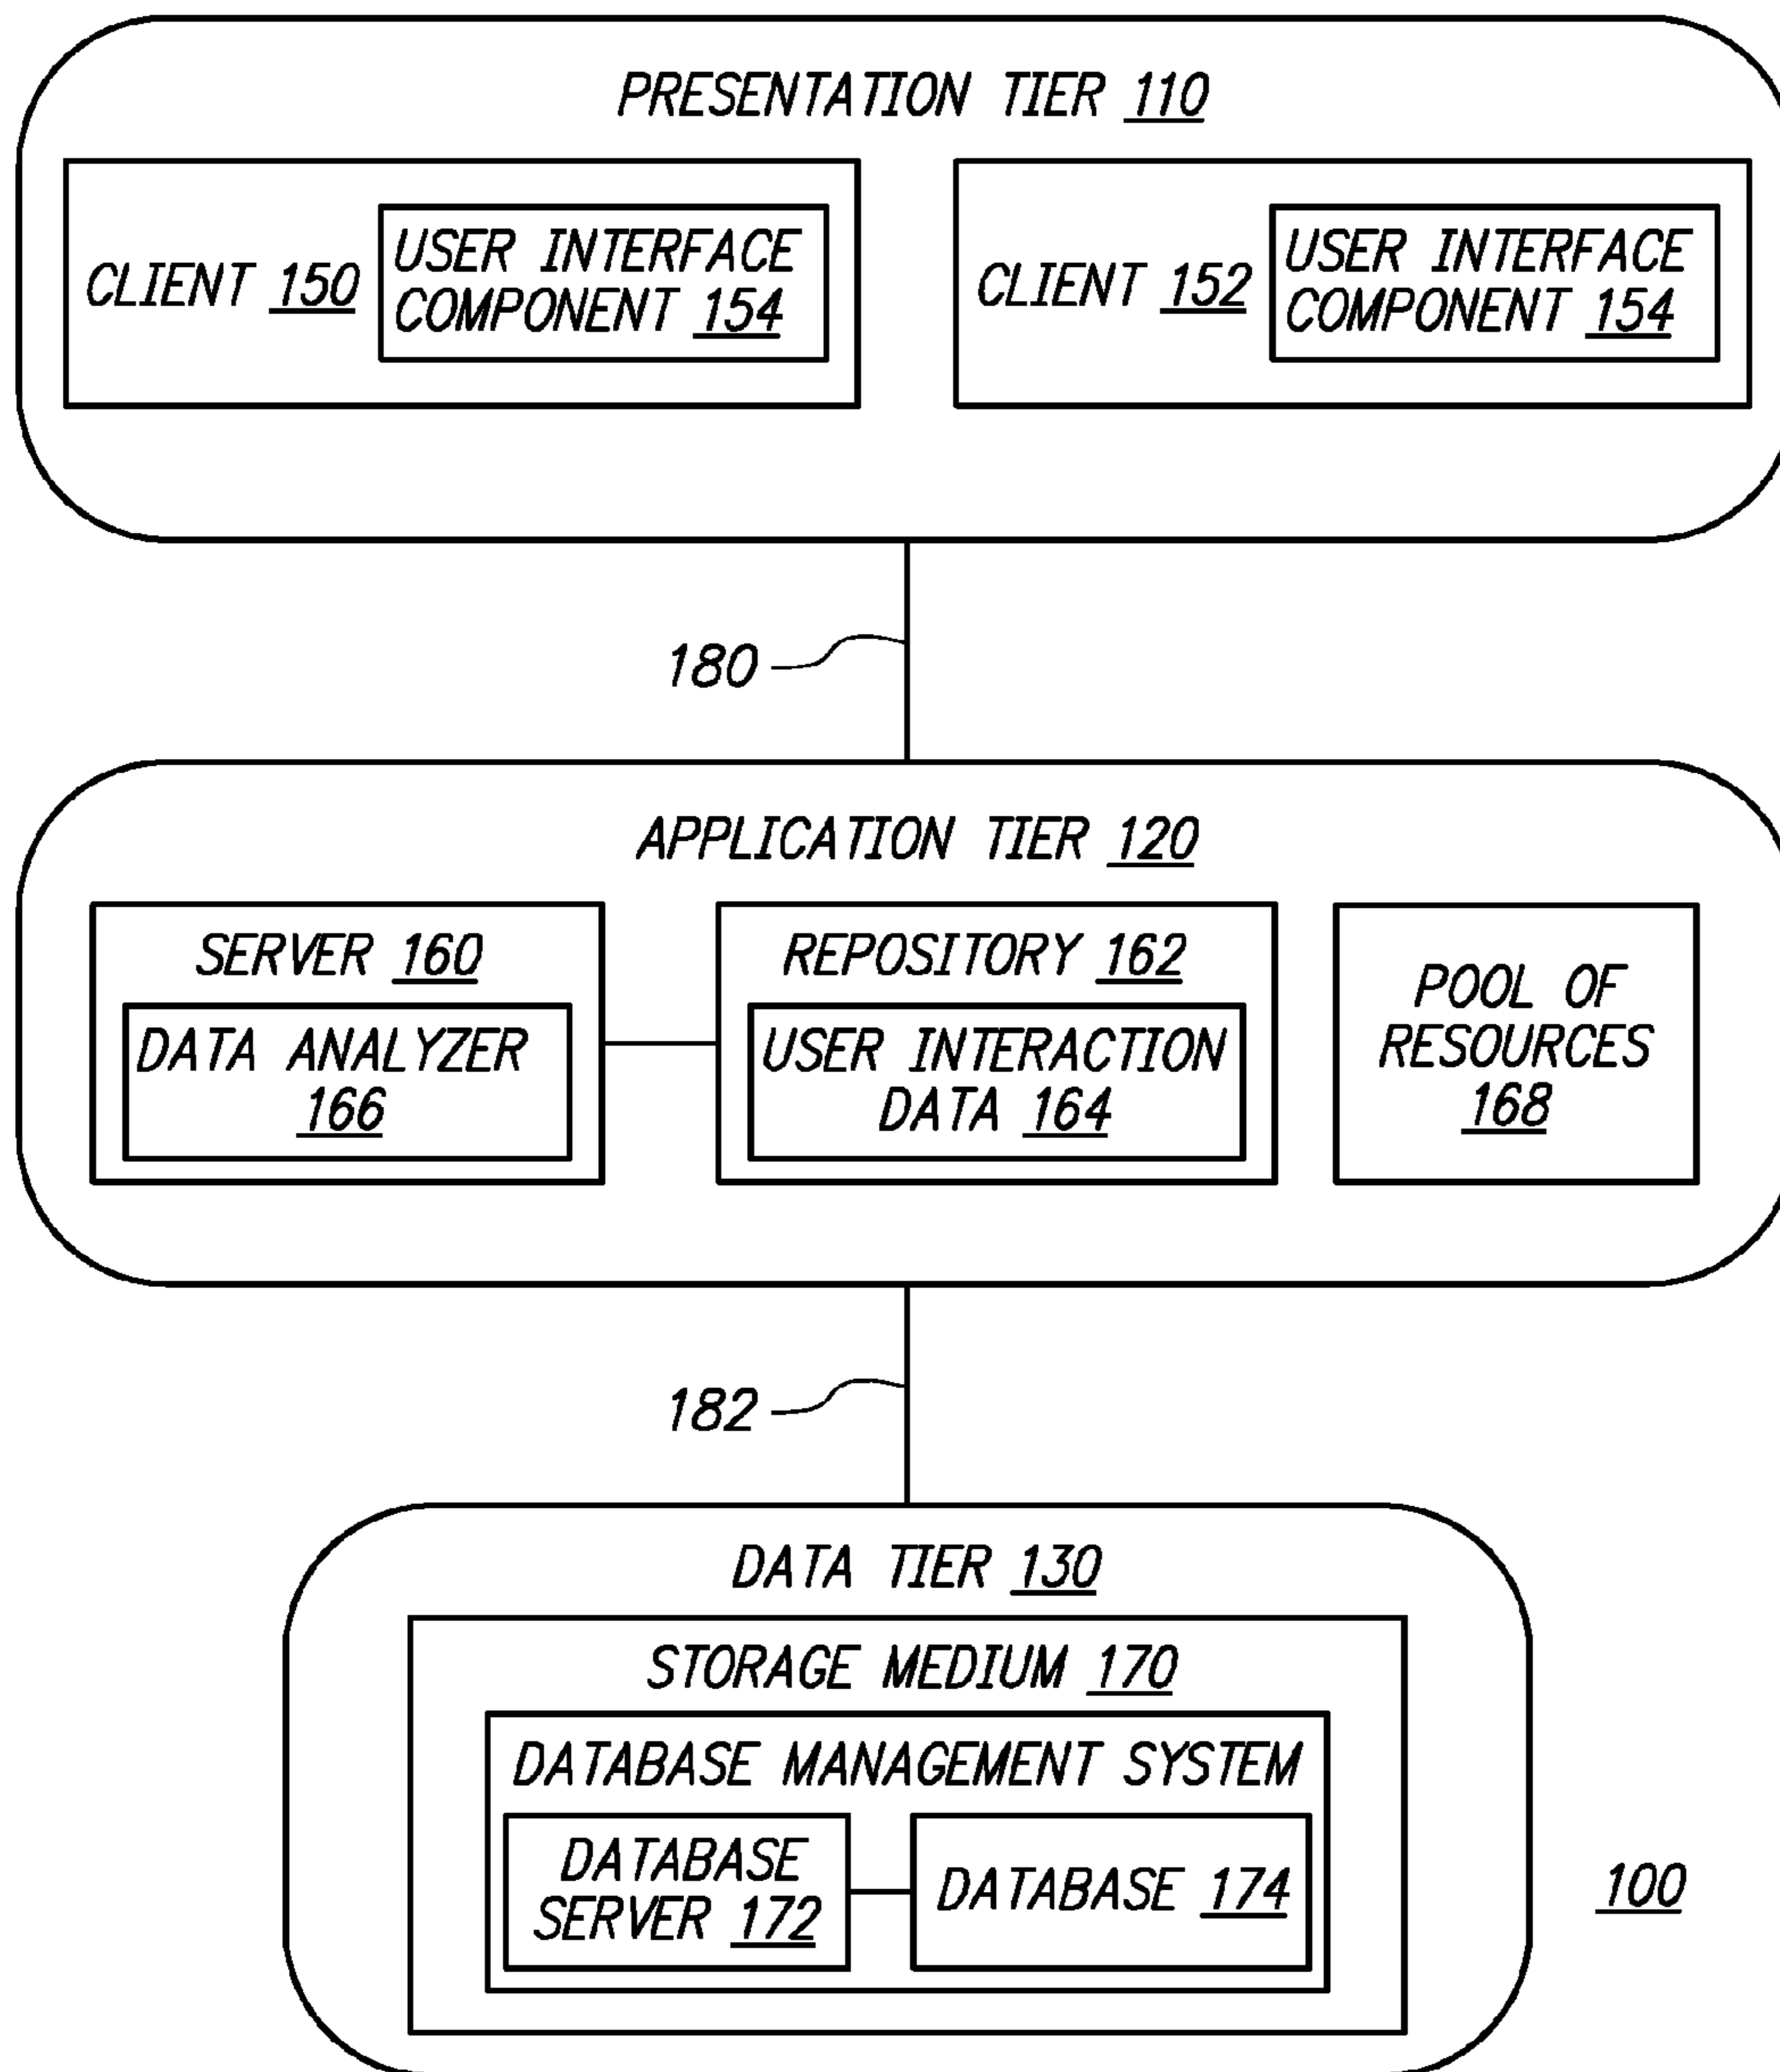 PRESENTATION TIER 110
CLIENT 150
USER INTERFACE
COMPONENT 154
CLIENT 152
USER INTERFACE
COMPONENT 154
180
APPLICATION TIER 120
SERVER 160
DATA ANALYZER
166
REPOSITORY 162
USER INTERACTION
DATA 164
POOL OF
RESOURCES
168
182
DATA TIER 130
STORAGE MEDIUM 170
DATABASE MANAGEMENT SYSTEM
DATABASE
SERVER 172
DATABASE 174
100